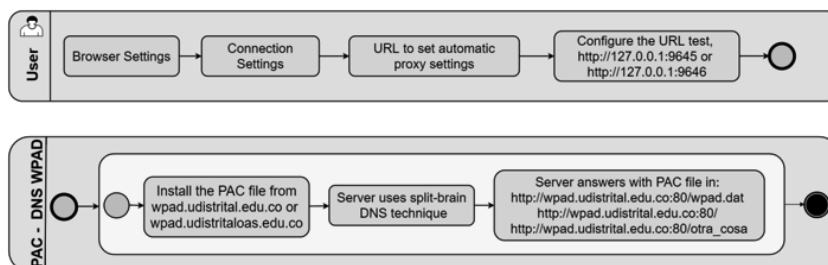 User
Browser Settings
Connection
Settings
URL to set automatic
proxy settings
Configure the URL test,
http://127.0.0.1:9645 or
http://127.0.0.1:9646
PAC - DNS WPAD
Install the PAC file from
wpad.udistrital.edu.co or
wpad.udistritaloas.edu.co
Server uses split-brain
DNS technique
Server answers with PAC file in:
http://wpad.udistrital.edu.co:80/wpad.dat
http://wpad.udistrital.edu.co:80/
http://wpad.udistrital.edu.co:80/otra_cosa